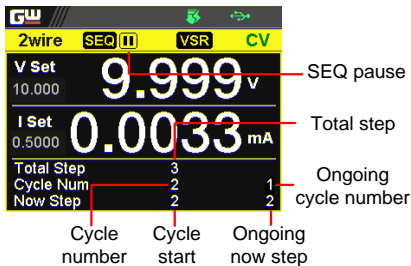 GW
2wire SEQ VSR CV
V Set
10.000 9.999 V
SEQ pause
I Set
0.5000 0.0033 mA
Total step
Total Step 3
Cycle Num 2 1
Now Step 2 2
Ongoing
cycle number
Cycle
number
Cycle
start
Ongoing
now step